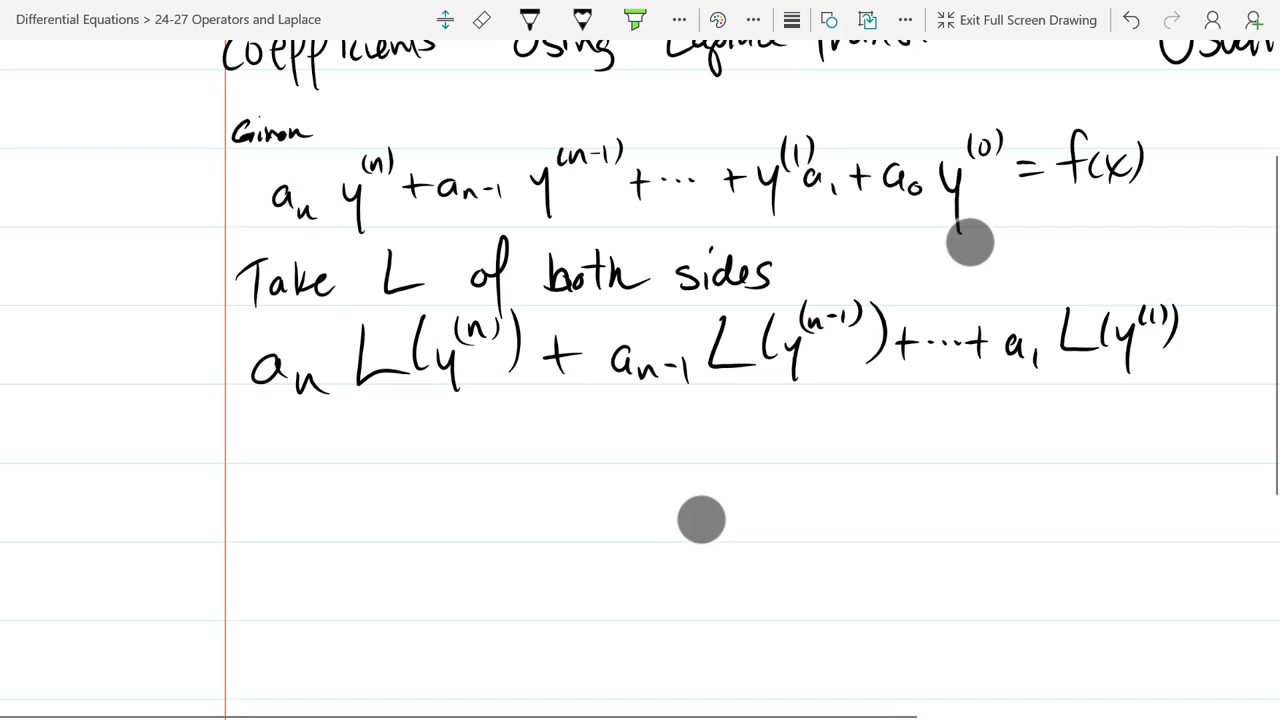 Differential Equations > 24-27 Operators and Laplace
Exit Full Screen Drawing
Coefficients Using Laplace
Given
aₙ y⁽ⁿ⁾ + aₙ₋₁ y⁽ⁿ⁻¹⁾ + ... + y⁽¹⁾a₁ + a₀ y⁽⁰⁾ = f(x)
Take L of both sides
aₙ L(y⁽ⁿ⁾) + aₙ₋₁ L(y⁽ⁿ⁻¹⁾) + ... + a₁ L(y⁽¹⁾)